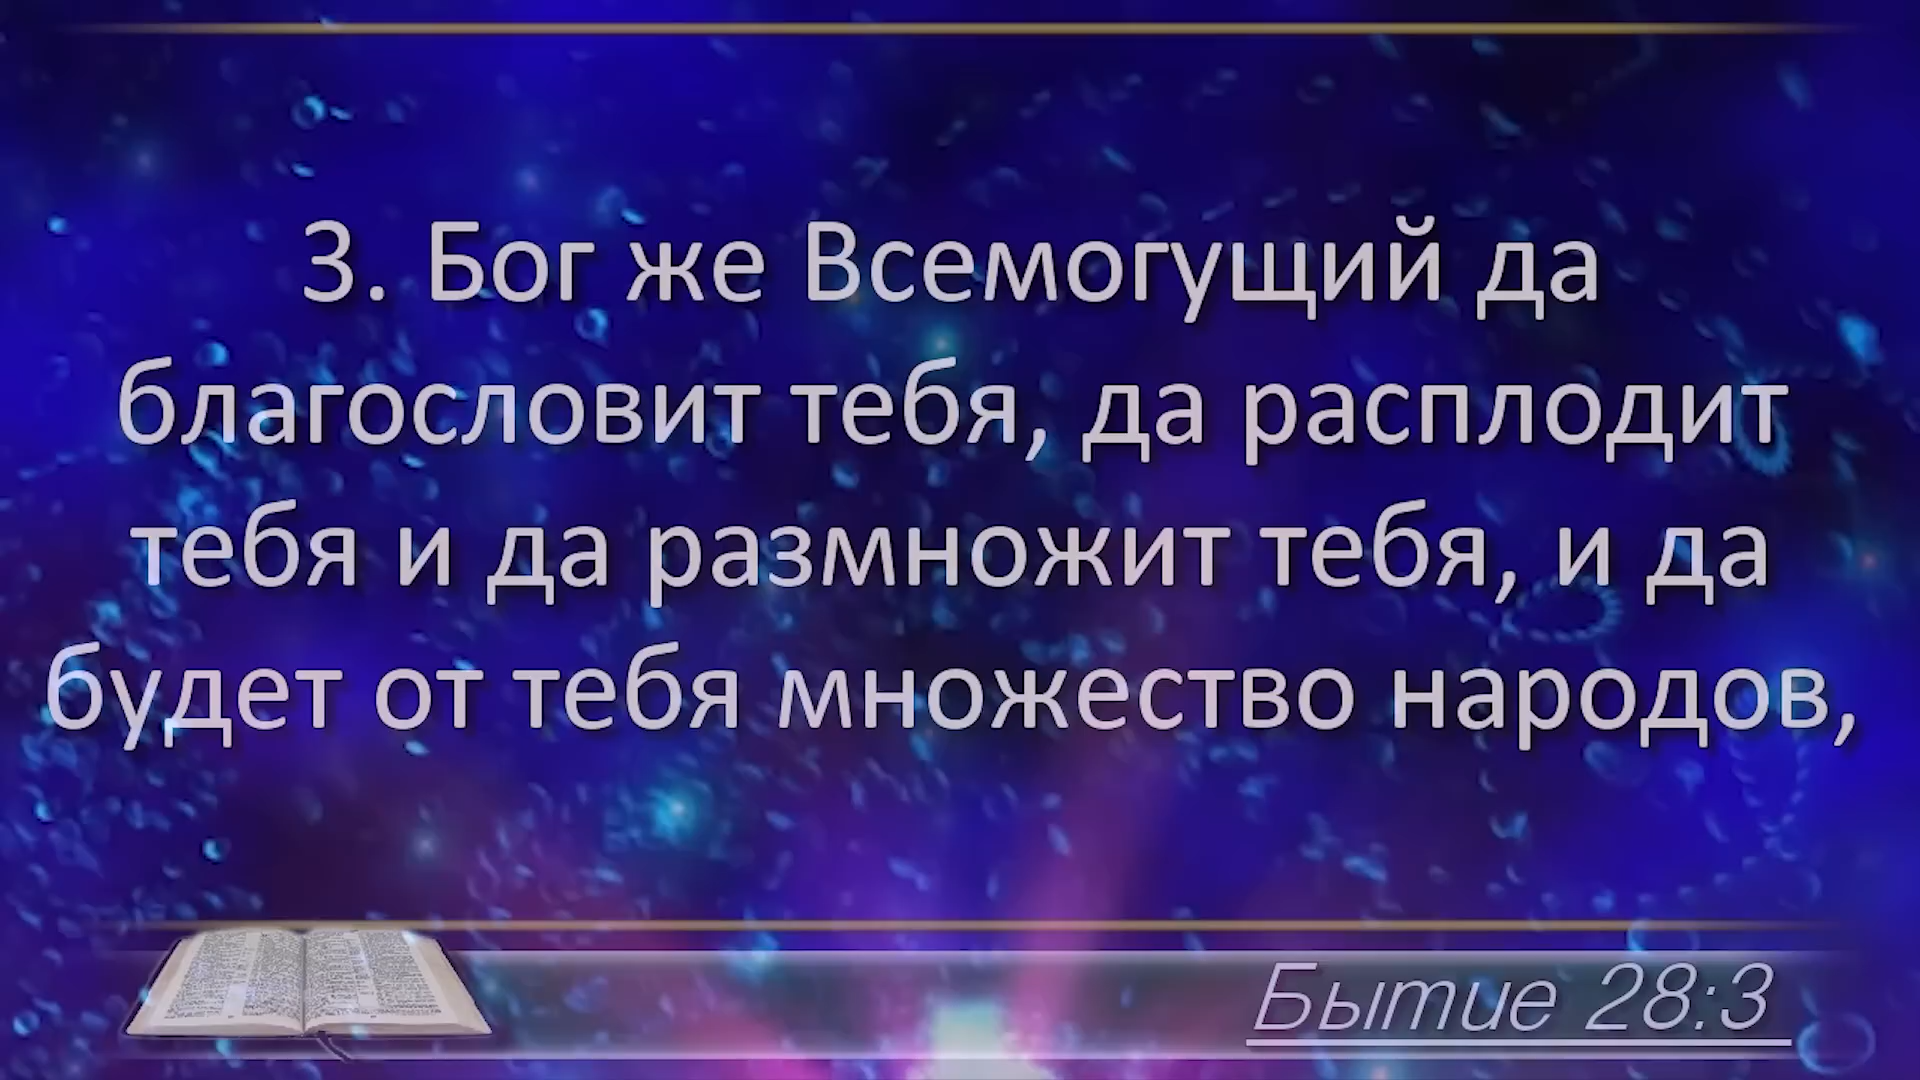 3. Бог же Всемогущий да
благословит тебя, да расплодит
тебя и да размножит тебя, и да
будет от тебя множество народов,
Бытие 28:3